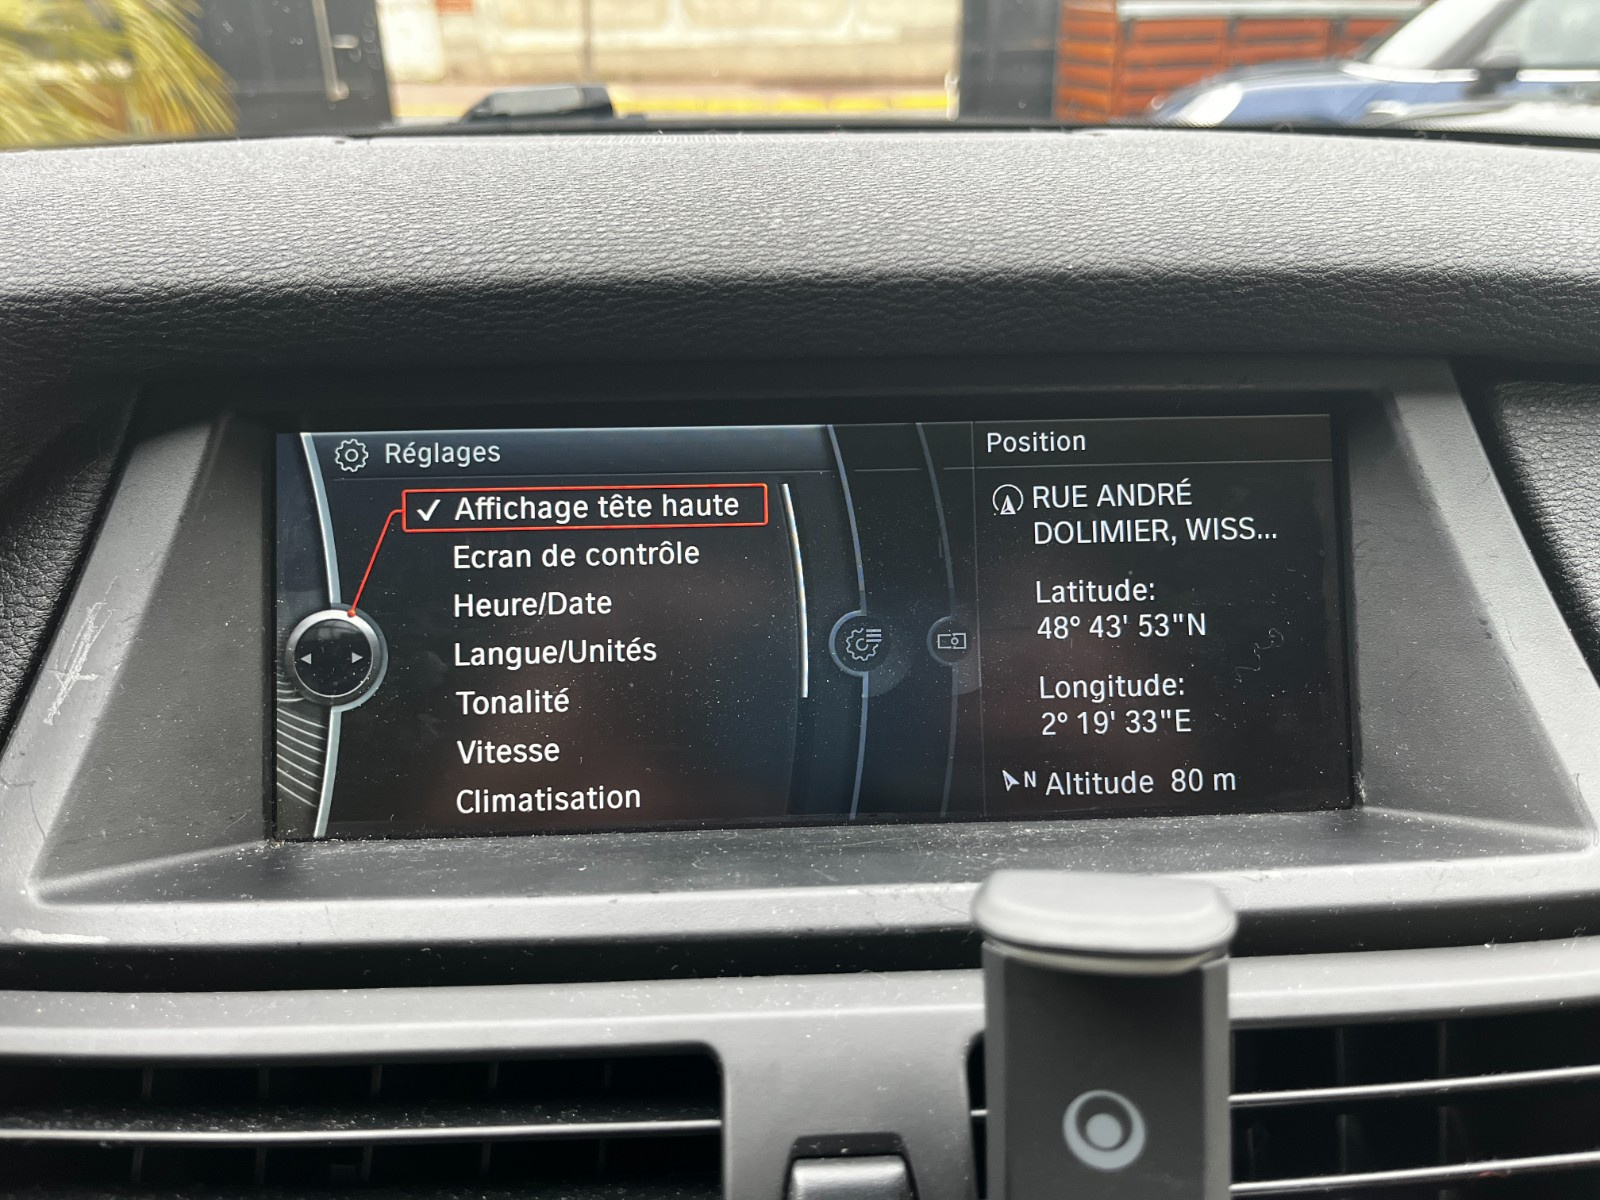 Réglages
✓ Affichage tête haute
Ecran de contrôle
Heure/Date
Langue/Unités
Tonalité
Vitesse
Climatisation
Position
RUE ANDRÉ
DOLIMIER, WISS...
Latitude:
48° 43' 53"N
Longitude:
2° 19' 33"E
N Altitude 80 m